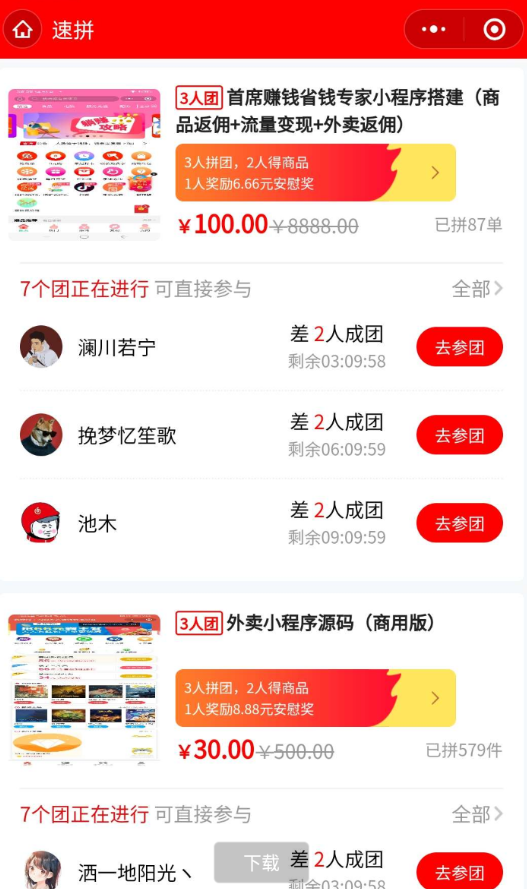 速拼
3人团 首席赚钱省钱专家小程序搭建（商
品返佣+流量变现+外卖返佣）
3人拼团，2人得商品
1人奖励6.66元安慰奖
¥100.00 ¥8888.00 已拼87单
7个团正在进行 可直接参与 全部
澜川若宁 差 2人成团 去参团
剩余03:09:58
挽梦忆笙歌 差 2人成团 去参团
剩余06:09:59
池木 差 2人成团 去参团
剩余09:09:59
3人团 外卖小程序源码（商用版）
3人拼团，2人得商品
1人奖励8.88元安慰奖
¥30.00 ¥500.00 已拼579件
7个团正在进行 可直接参与 全部
洒一地阳光丶 下载 差 2人成团 去参团
剩余03:09:58